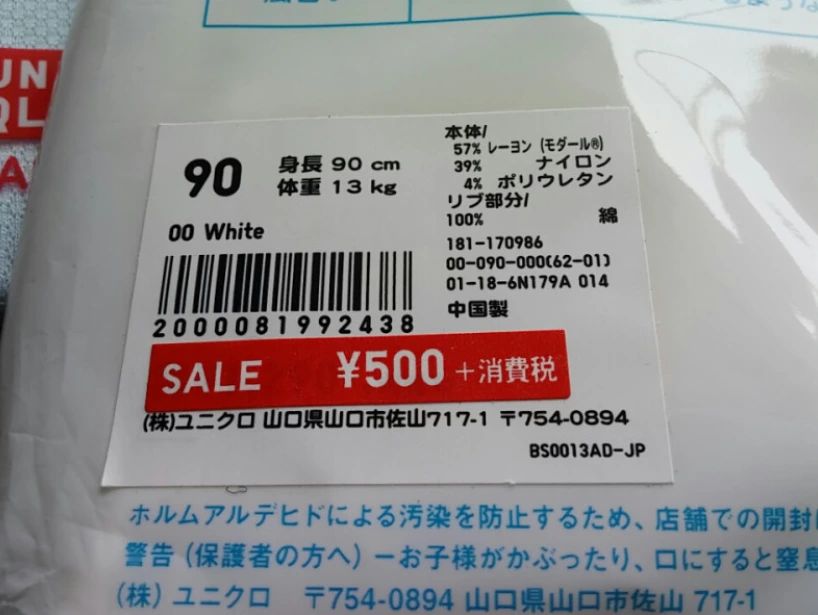 UN
QL
90
身長 90 cm
体重 13 kg
00 White
2000081992438
本体/
57% レーヨン (モダール®)
39% ナイロン
4% ポリウレタン
リブ部分/
100% 綿
181-170986
00-090-000(62-01)
01-18-6N179A 014
中国製
SALE ¥500 +消費税
(株)ユニクロ 山口県山口市佐山717-1 〒754-0894
BS0013AD-JP
ホルムアルデヒドによる汚染を防止するため、店舗での開封
警告(保護者の方へ)ーお子様がかぶったり、口にすると窒息
(株)ユニクロ 〒754-0894 山口県山口市佐山 717-1